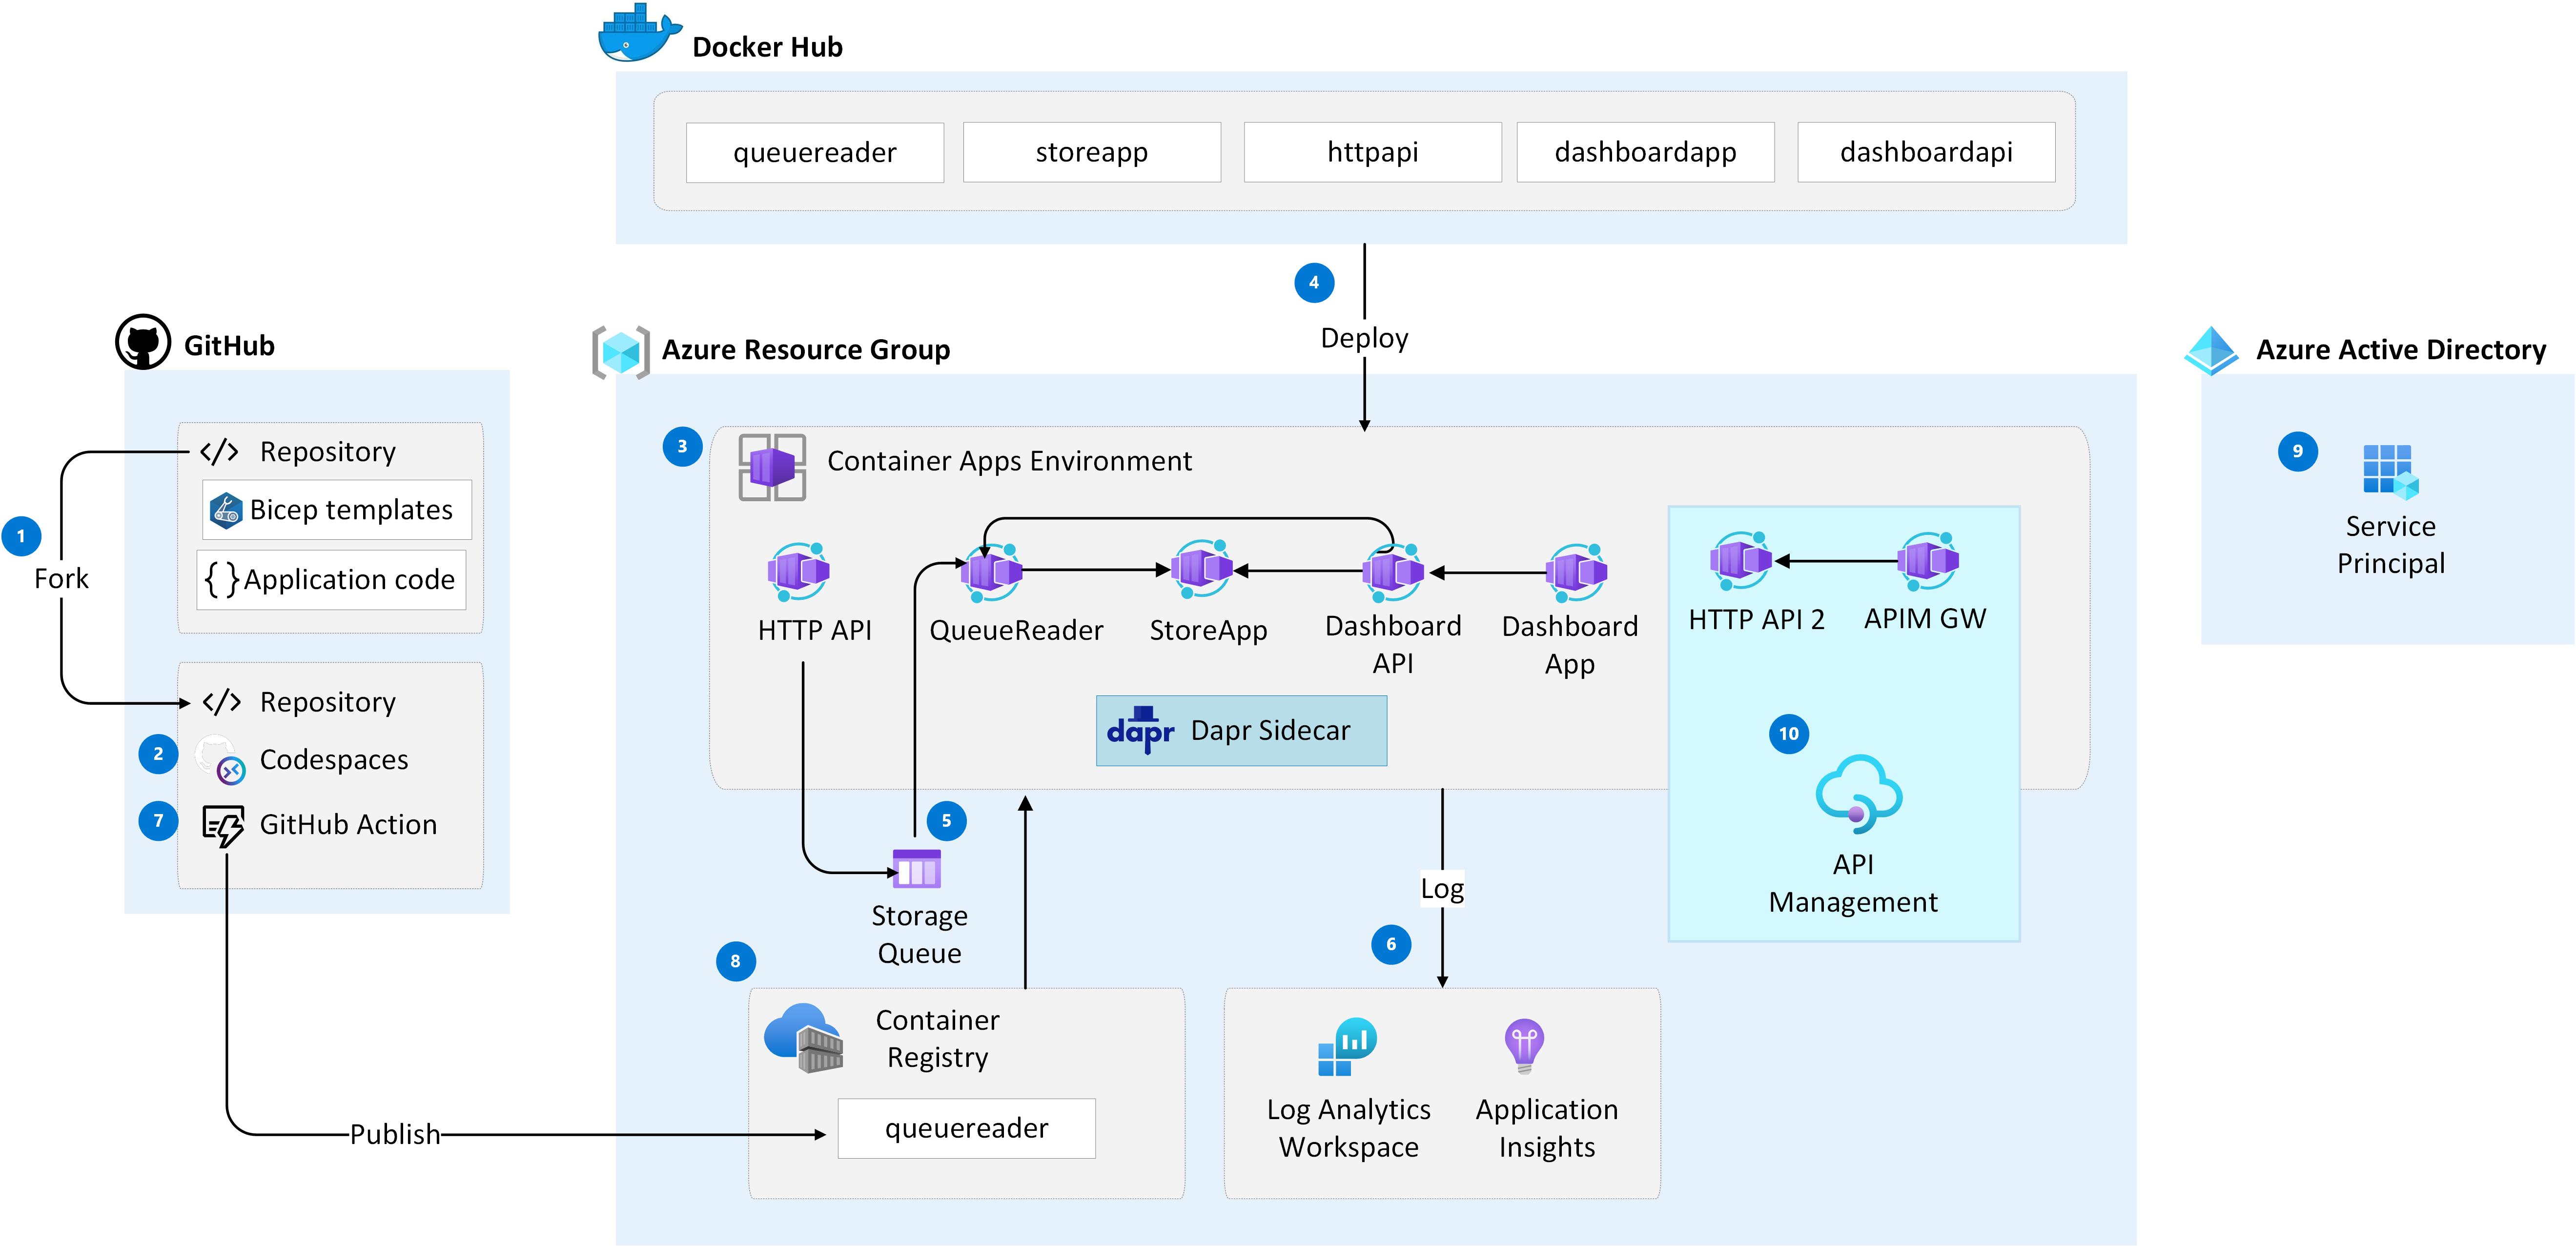 Docker Hub
queuereader
storeapp
httpapi
dashboardapp
dashboardapi
4
Deploy
GitHub
Repository
Bicep templates
{ } Application code
1
Fork
Repository
2
Codespaces
7
GitHub Action
Publish
Azure Resource Group
3
Container Apps Environment
HTTP API
QueueReader
StoreApp
Dashboard
API
Dashboard
App
HTTP API 2
APIM GW
dapr
Dapr Sidecar
10
API
Management
5
Storage
Queue
Log
6
8
Container
Registry
queuereader
Log Analytics
Workspace
Application
Insights
Azure Active Directory
9
Service
Principal